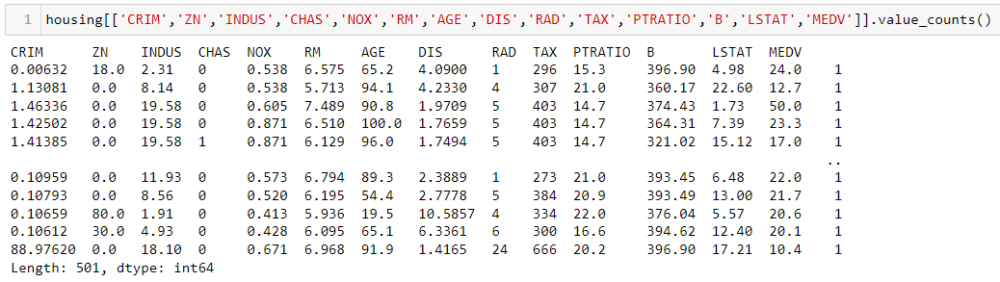 1 housing[['CRIM','ZN','INDUS','CHAS','NOX','RM','AGE','DIS','RAD','TAX','PTRATIO','B','LSTAT','MEDV']].value_counts()
CRIM ZN INDUS CHAS NOX RM AGE DIS RAD TAX PTRATIO B LSTAT MEDV
0.00632 18.0 2.31 0 0.538 6.575 65.2 4.0900 1 296 15.3 396.90 4.98 24.0 1
1.13081 0.0 8.14 0 0.538 5.713 94.1 4.2330 4 307 21.0 360.17 22.60 12.7 1
1.46336 0.0 19.58 0 0.605 7.489 90.8 1.9709 5 403 14.7 374.43 1.73 50.0 1
1.42502 0.0 19.58 0 0.871 6.510 100.0 1.7659 5 403 14.7 364.31 7.39 23.3 1
1.41385 0.0 19.58 1 0.871 6.129 96.0 1.7494 5 403 14.7 321.02 15.12 17.0 1
..
0.10959 0.0 11.93 0 0.573 6.794 89.3 2.3889 1 273 21.0 393.45 6.48 22.0 1
0.10793 0.0 8.56 0 0.520 6.195 54.4 2.7778 5 384 20.9 393.49 13.00 21.7 1
0.10659 80.0 1.91 0 0.413 5.936 19.5 10.5857 4 334 22.0 376.04 5.57 20.6 1
0.10612 30.0 4.93 0 0.428 6.095 65.1 6.3361 6 300 16.6 394.62 12.40 20.1 1
88.97620 0.0 18.10 0 0.671 6.968 91.9 1.4165 24 666 20.2 396.90 17.21 10.4 1
Length: 501, dtype: int64